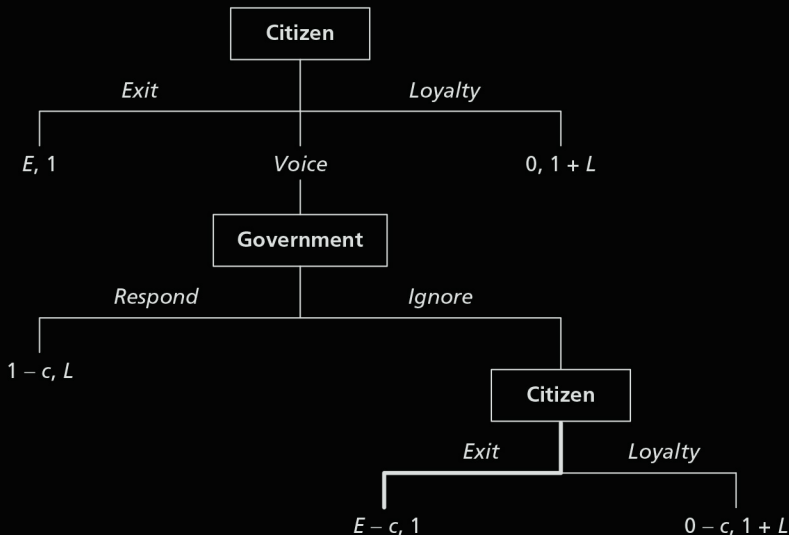 Citizen
Exit Loyalty
E, 1 Voice 0, 1 + L
Government
Respond Ignore
1 – c, L
Citizen
Exit Loyalty
E – c, 1 0 – c, 1 + L